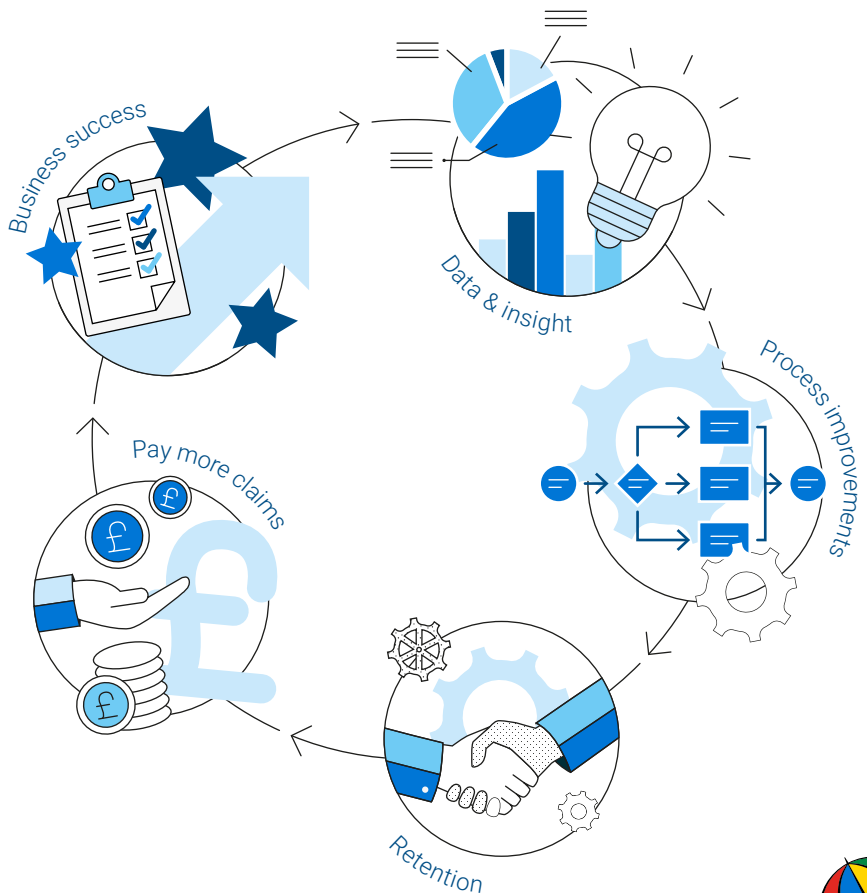 Business success
Data & insight
Process improvements
Pay more claims
£
£
£
£
Retention